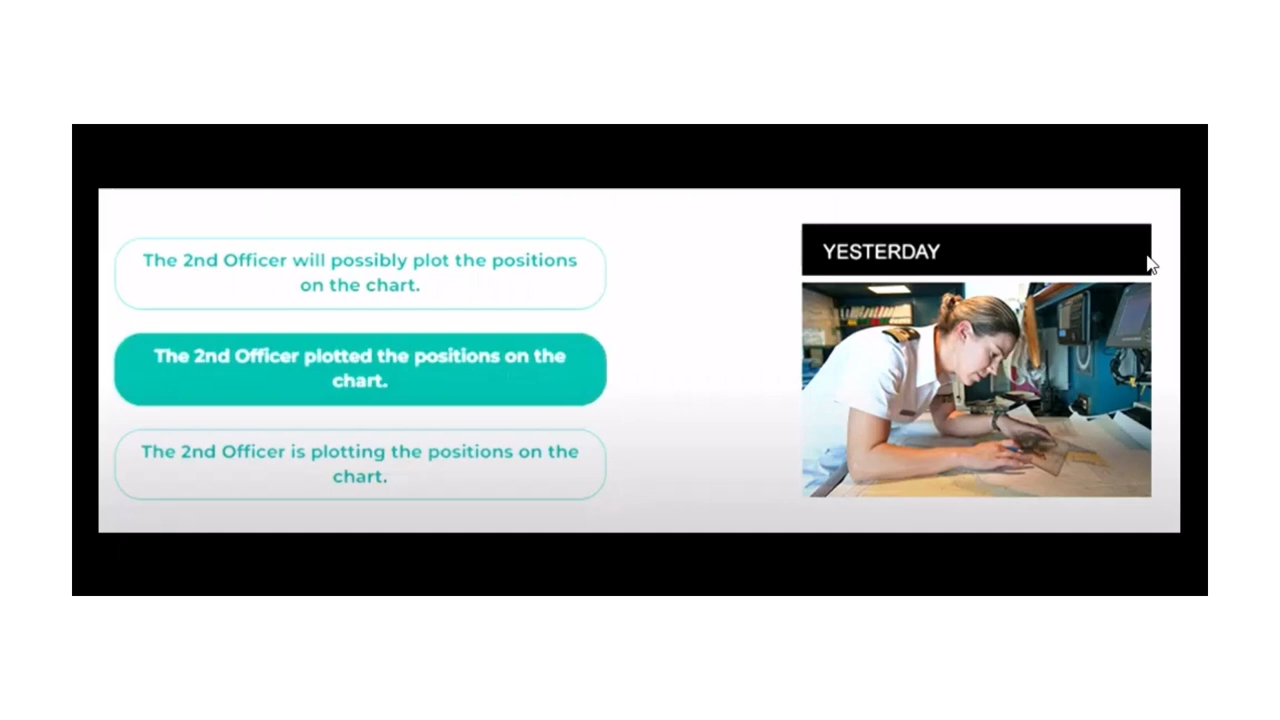 The 2nd Officer will possibly plot the positions
on the chart.
The 2nd Officer plotted the positions on the
chart.
The 2nd Officer is plotting the positions on the
chart.
YESTERDAY